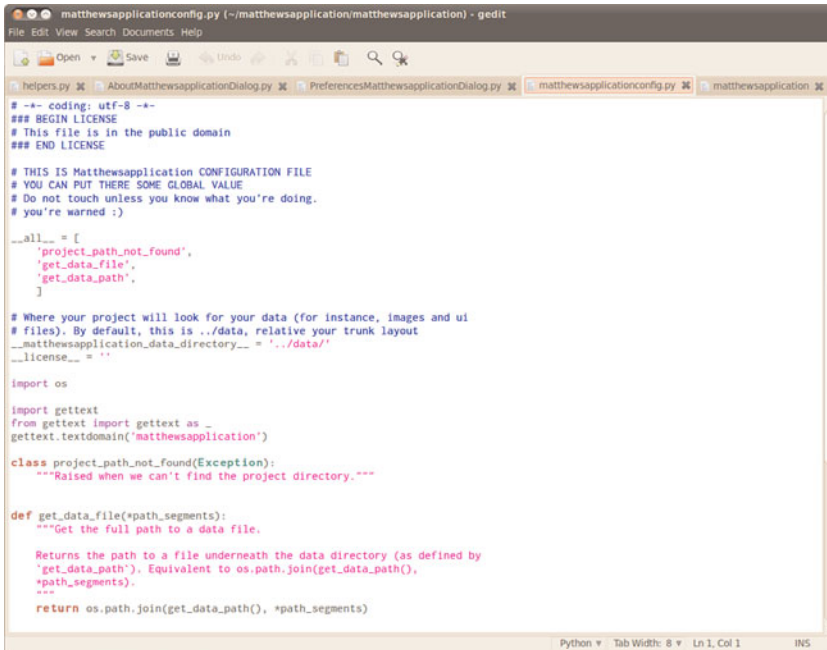 matthewsapplicationconfig.py (~/matthewsapplication/matthewsapplication) - gedit
File Edit View Search Documents Help
Open Save Undo
helpers.py AboutMatthewsapplicationDialog.py PreferencesMatthewsapplicationDialog.py matthewsapplicationconfig.py matthewsapplication
# -*- coding: utf-8 -*-
### BEGIN LICENSE
# This file is in the public domain
### END LICENSE
# THIS IS Matthewsapplication CONFIGURATION FILE
# YOU CAN PUT THERE SOME GLOBAL VALUE
# Do not touch unless you know what you're doing.
# you're warned :)
__all__ = [
    'project_path_not_found',
    'get_data_file',
    'get_data_path',
    ]
# Where your project will look for your data (for instance, images and ui
# files). By default, this is ../data, relative your trunk layout
__matthewsapplication_data_directory__ = '../data/'
__license__ = ''
import os
import gettext
from gettext import gettext as _
gettext.textdomain('matthewsapplication')
class project_path_not_found(Exception):
    """Raised when we can't find the project directory."""
def get_data_file(*path_segments):
    """Get the full path to a data file.
    Returns the path to a file underneath the data directory (as defined by
    `get_data_path`). Equivalent to os.path.join(get_data_path(),
    *path_segments).
    """
    return os.path.join(get_data_path(), *path_segments)
Python Tab Width: 8 Ln 1, Col 1 INS